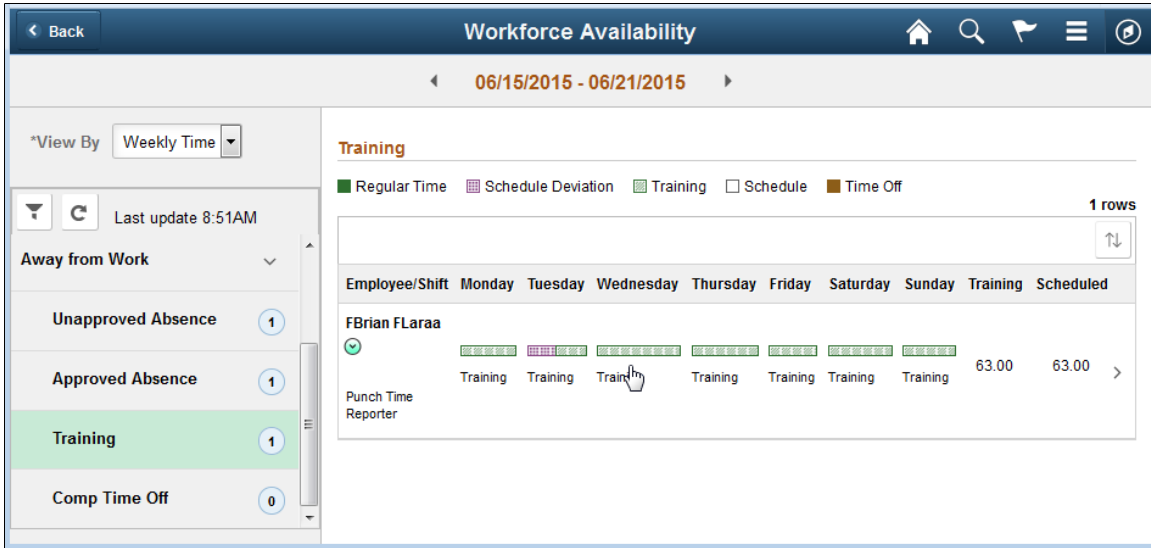 Back
Workforce Availability
06/15/2015 - 06/21/2015
*View By Weekly Time
Last update 8:51AM
Away from Work
Unapproved Absence 1
Approved Absence 1
Training 1
Comp Time Off 0
Training
Regular Time Schedule Deviation Training Schedule Time Off
1 rows
Employee/Shift Monday Tuesday Wednesday Thursday Friday Saturday Sunday Training Scheduled
FBrian FLaraa
63.00 63.00
Training Training Training Training Training Training Training
Punch Time
Reporter